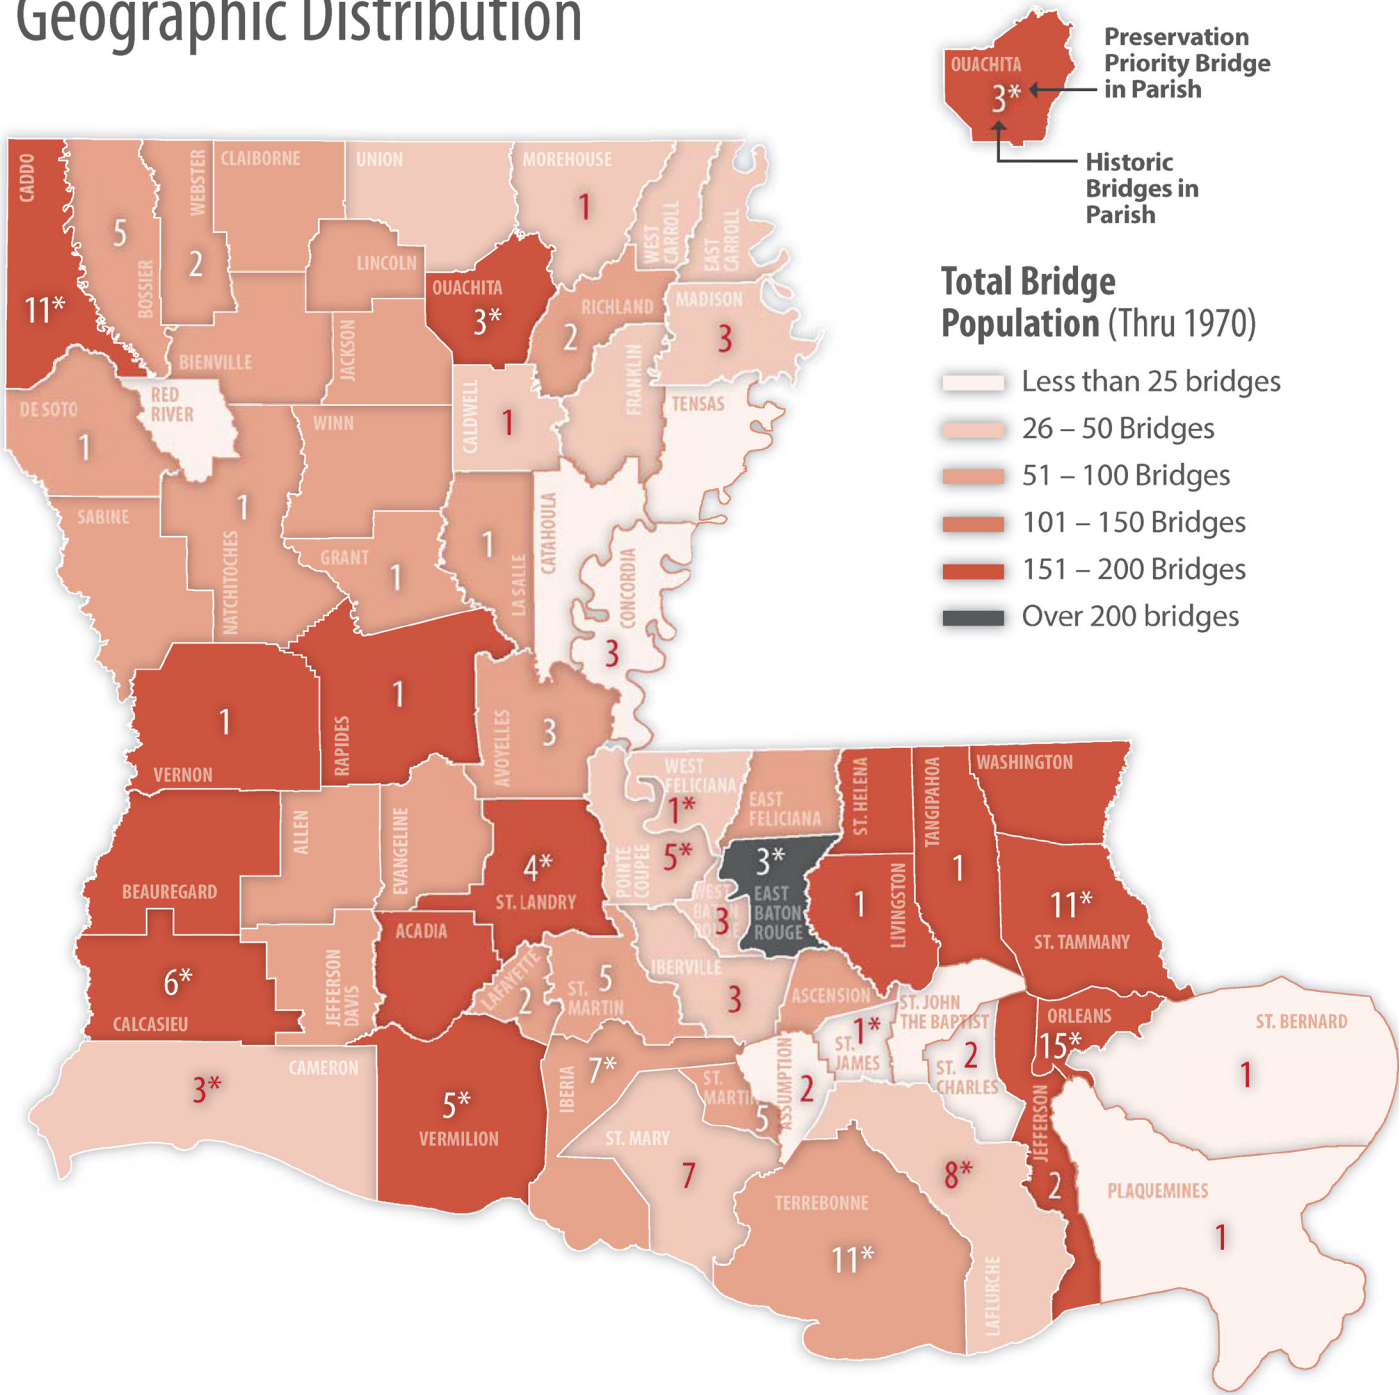 Geographic Distribution
OUACHITA
3*
Preservation
Priority Bridge
in Parish
Historic
Bridges in
Parish
Total Bridge
Population (Thru 1970)
Less than 25 bridges
26 – 50 Bridges
51 – 100 Bridges
101 – 150 Bridges
151 – 200 Bridges
Over 200 bridges
CADDO
11*
BOSSIER
5
WEBSTER
2
CLAIBORNE
UNION
MOREHOUSE
1
WEST
CARROLL
EAST
CARROLL
LINCOLN
OUACHITA
3*
RICHLAND
2
MADISON
3
BIENVILLE
JACKSON
FRANKLIN
TENSAS
DE SOTO
1
RED
RIVER
WINN
CALDWELL
1
SABINE
NATCHITOCHES
1
GRANT
1
LA SALLE
1
CATAHOULA
CONCORDIA
3
VERNON
1
RAPIDES
1
AVOYELLES
3
BEAUREGARD
ALLEN
EVANGELINE
ST. LANDRY
4*
POINTE
COUPEE
5*
WEST
FELICIANA
1*
EAST
FELICIANA
ST. HELENA
TANGIPAHOA
1
WASHINGTON
3*
EAST
BATON
ROUGE
WEST
BATON
ROUGE
3
LIVINGSTON
1
11*
ST. TAMMANY
6*
CALCASIEU
JEFFERSON
DAVIS
ACADIA
LAFAYETTE
2
ST.
MARTIN
5
IBERVILLE
3
ASCENSION
ST. JOHN
THE BAPTIST
ST.
JAMES
1*
ST.
CHARLES
2
ORLEANS
15*
ST. BERNARD
1
CAMERON
3*
5*
VERMILION
IBERIA
7*
ST.
MARTIN
5
ASSUMPTION
2
ST. MARY
7
TERREBONNE
11*
8*
LAFLURCHE
JEFFERSON
2
PLAQUEMINES
1